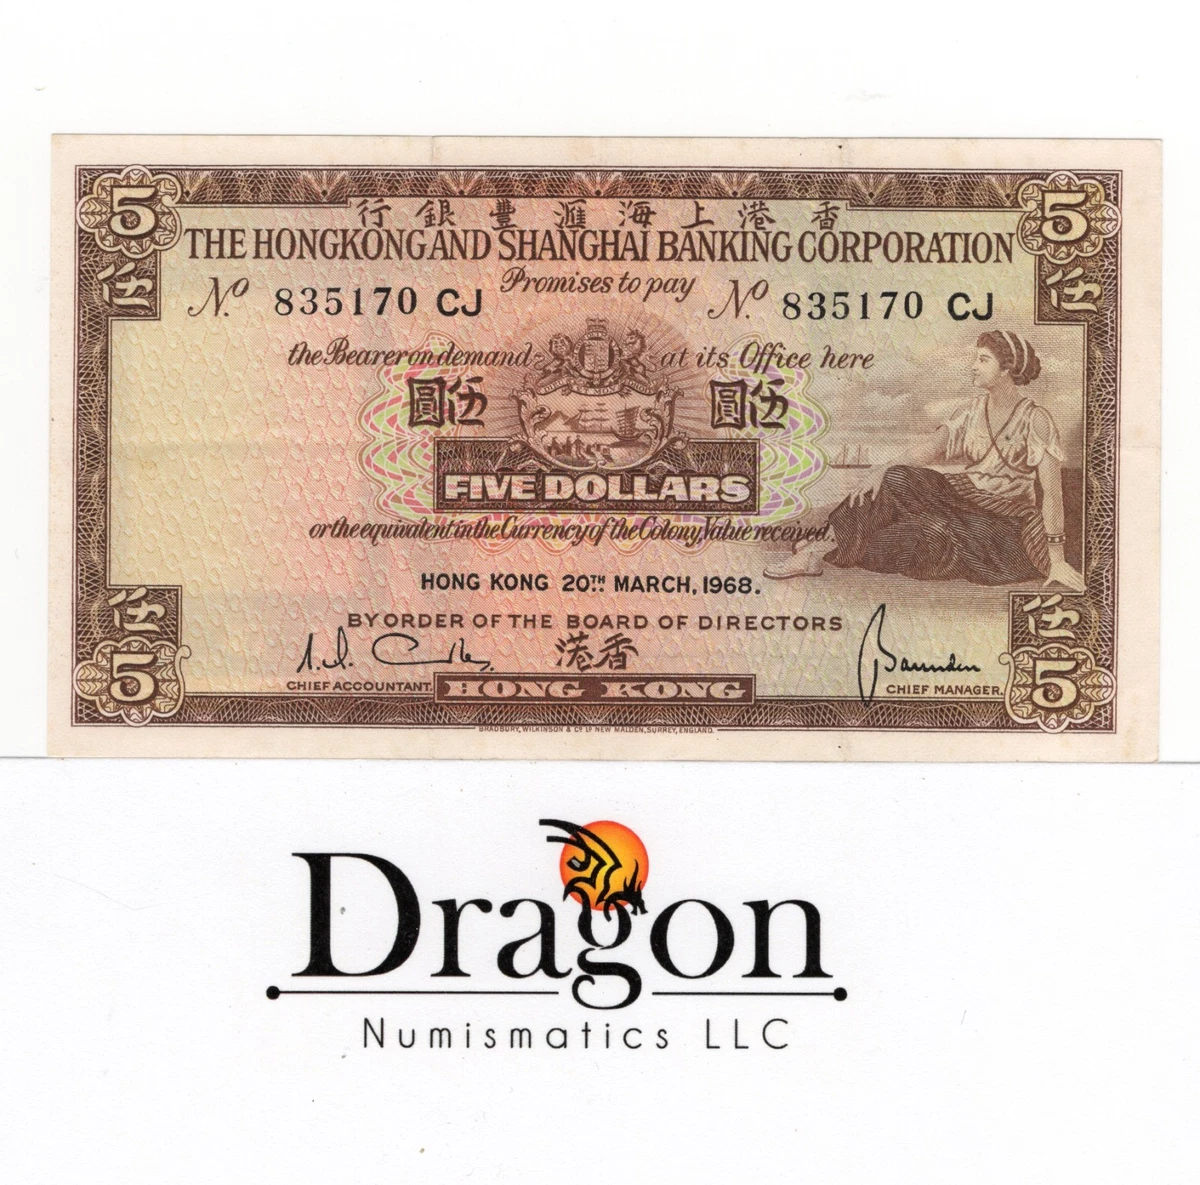 5 5
行銀豐滙海上港香
THE HONGKONG AND SHANGHAI BANKING CORPORATION
伍 伍
Promises to pay
No. 835170 CJ No. 835170 CJ
the Bearer on demand at its Office here
圓伍 圓伍
FIVE DOLLARS
or the equivalent in the Currency of the Colony, Value received.
HONG KONG 20TH MARCH, 1968.
BY ORDER OF THE BOARD OF DIRECTORS
伍 伍
港香
5 5
CHIEF ACCOUNTANT. HONG KONG CHIEF MANAGER.
BRADBURY, WILKINSON & Co Ld NEW MALDEN, SURREY, ENGLAND.
Dragon
Numismatics LLC